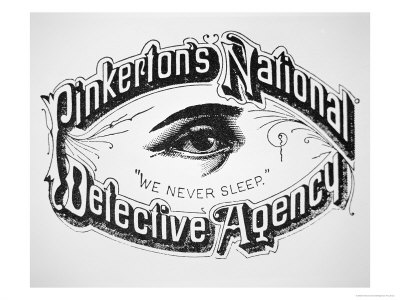 Pinkerton's National
"WE NEVER SLEEP."
Detective Agency